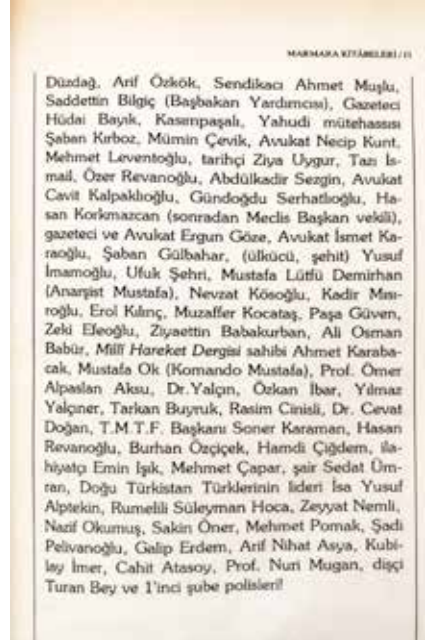 MARMARA KİTÂBELERİ / 11
Düzdağ, Arif Özkök, Sendikacı Ahmet Muşlu,
Saddettin Bilgiç (Başbakan Yardımcısı), Gazeteci
Hüdai Bayık, Kasımpaşalı, Yahudi mütehassısı
Şaban Kırboz, Mümin Çevik, Avukat Necip Kunt,
Mehmet Leventoğlu, tarihçi Ziya Uygur, Tazı İs-
mail, Özer Revanoğlu, Abdülkadir Sezgin, Avukat
Cavit Kalpaklıoğlu, Gündoğdu Serhatlıoğlu, Ha-
san Korkmazcan (sonradan Meclis Başkan vekili),
gazeteci ve Avukat Ergun Göze, Avukat İsmet Ka-
raoğlu, Şaban Gülbahar, (ülkücü, şehit) Yusuf
İmamoğlu, Ufuk Şehri, Mustafa Lütfü Demirhan
(Anarşist Mustafa), Nevzat Kösoğlu, Kadir Mısı-
roğlu, Erol Kılınç, Muzaffer Kocataş, Paşa Güven,
Zeki Efeoğlu, Ziyaettin Babakurban, Ali Osman
Babür, Millî Hareket Dergisi sahibi Ahmet Karaba-
cak, Mustafa Ok (Komando Mustafa), Prof. Ömer
Alpaslan Aksu, Dr.Yalçın, Özkan İbar, Yılmaz
Yalçıner, Tarkan Buyruk, Rasim Cinisli, Dr. Cevat
Doğan, T.M.T.F. Başkanı Soner Karaman, Hasan
Revanoğlu, Burhan Özçiçek, Hamdi Çiğdem, ila-
hiyatçı Emin Işık, Mehmet Çapar, şair Sedat Üm-
ran, Doğu Türkistan Türklerinin lideri İsa Yusuf
Alptekin, Rumelili Süleyman Hoca, Zeyyat Nemli,
Nazif Okumuş, Sakin Öner, Mehmet Pomak, Şadi
Pelivanoğlu, Galip Erdem, Arif Nihat Asya, Kubi-
lay İmer, Cahit Atasoy, Prof. Nuri Mugan, dişçi
Turan Bey ve 1'inci şube polisleri!